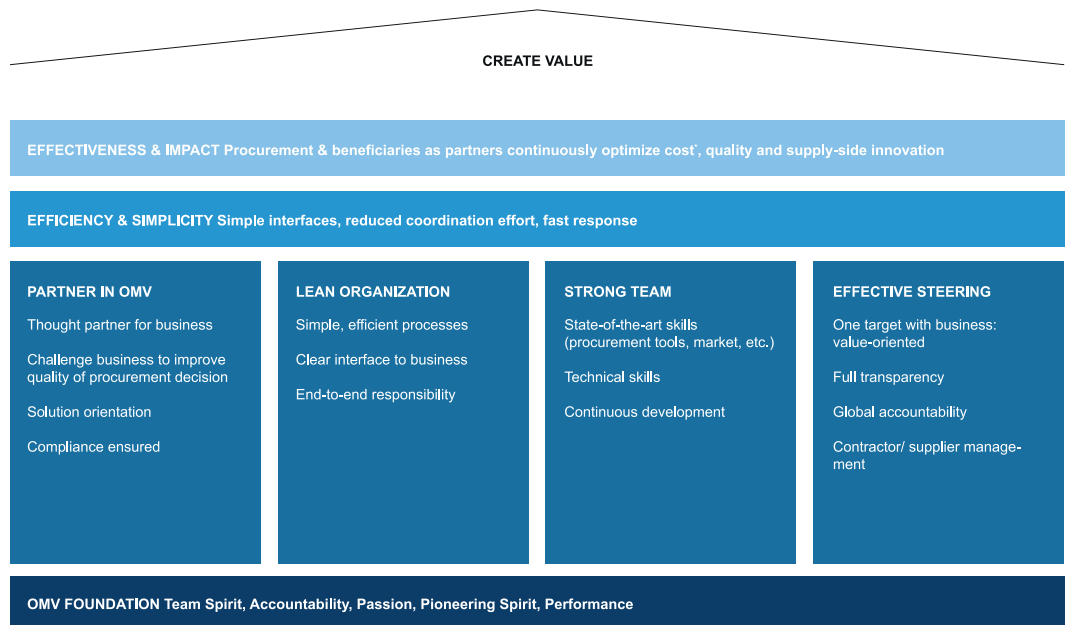 CREATE VALUE
EFFECTIVENESS & IMPACT Procurement & beneficiaries as partners continuously optimize cost*, quality and supply-side innovation
EFFICIENCY & SIMPLICITY Simple interfaces, reduced coordination effort, fast response
PARTNER IN OMV
Thought partner for business
Challenge business to improve
quality of procurement decision
Solution orientation
Compliance ensured
LEAN ORGANIZATION
Simple, efficient processes
Clear interface to business
End-to-end responsibility
STRONG TEAM
State-of-the-art skills
(procurement tools, market, etc.)
Technical skills
Continuous development
EFFECTIVE STEERING
One target with business:
value-oriented
Full transparency
Global accountability
Contractor/ supplier manage-
ment
OMV FOUNDATION Team Spirit, Accountability, Passion, Pioneering Spirit, Performance